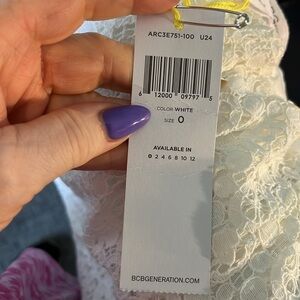 ARC3E751-100 U24
6 12000 09797 5
COLOR WHITE
SIZE 0
AVAILABLE IN
0 2 4 6 8 10 12
BCBGENERATION.COM